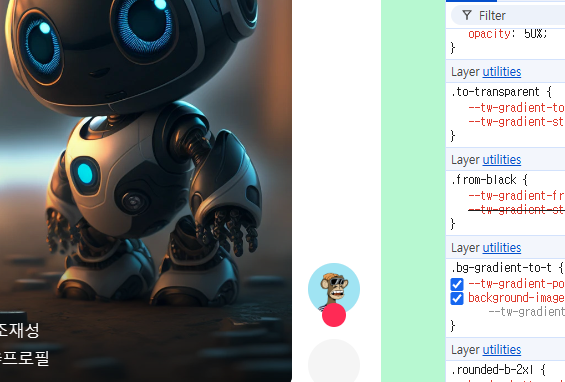 조재성
#프로필
Filter
opacity: 50%;
}
Layer utilities
.to-transparent {
--tw-gradient-to
--tw-gradient-st
}
Layer utilities
.from-black {
--tw-gradient-fr
--tw-gradient-st
}
Layer utilities
.bg-gradient-to-t {
--tw-gradient-po
background-image
--tw-gradient
}
Layer utilities
.rounded-b-2xl {